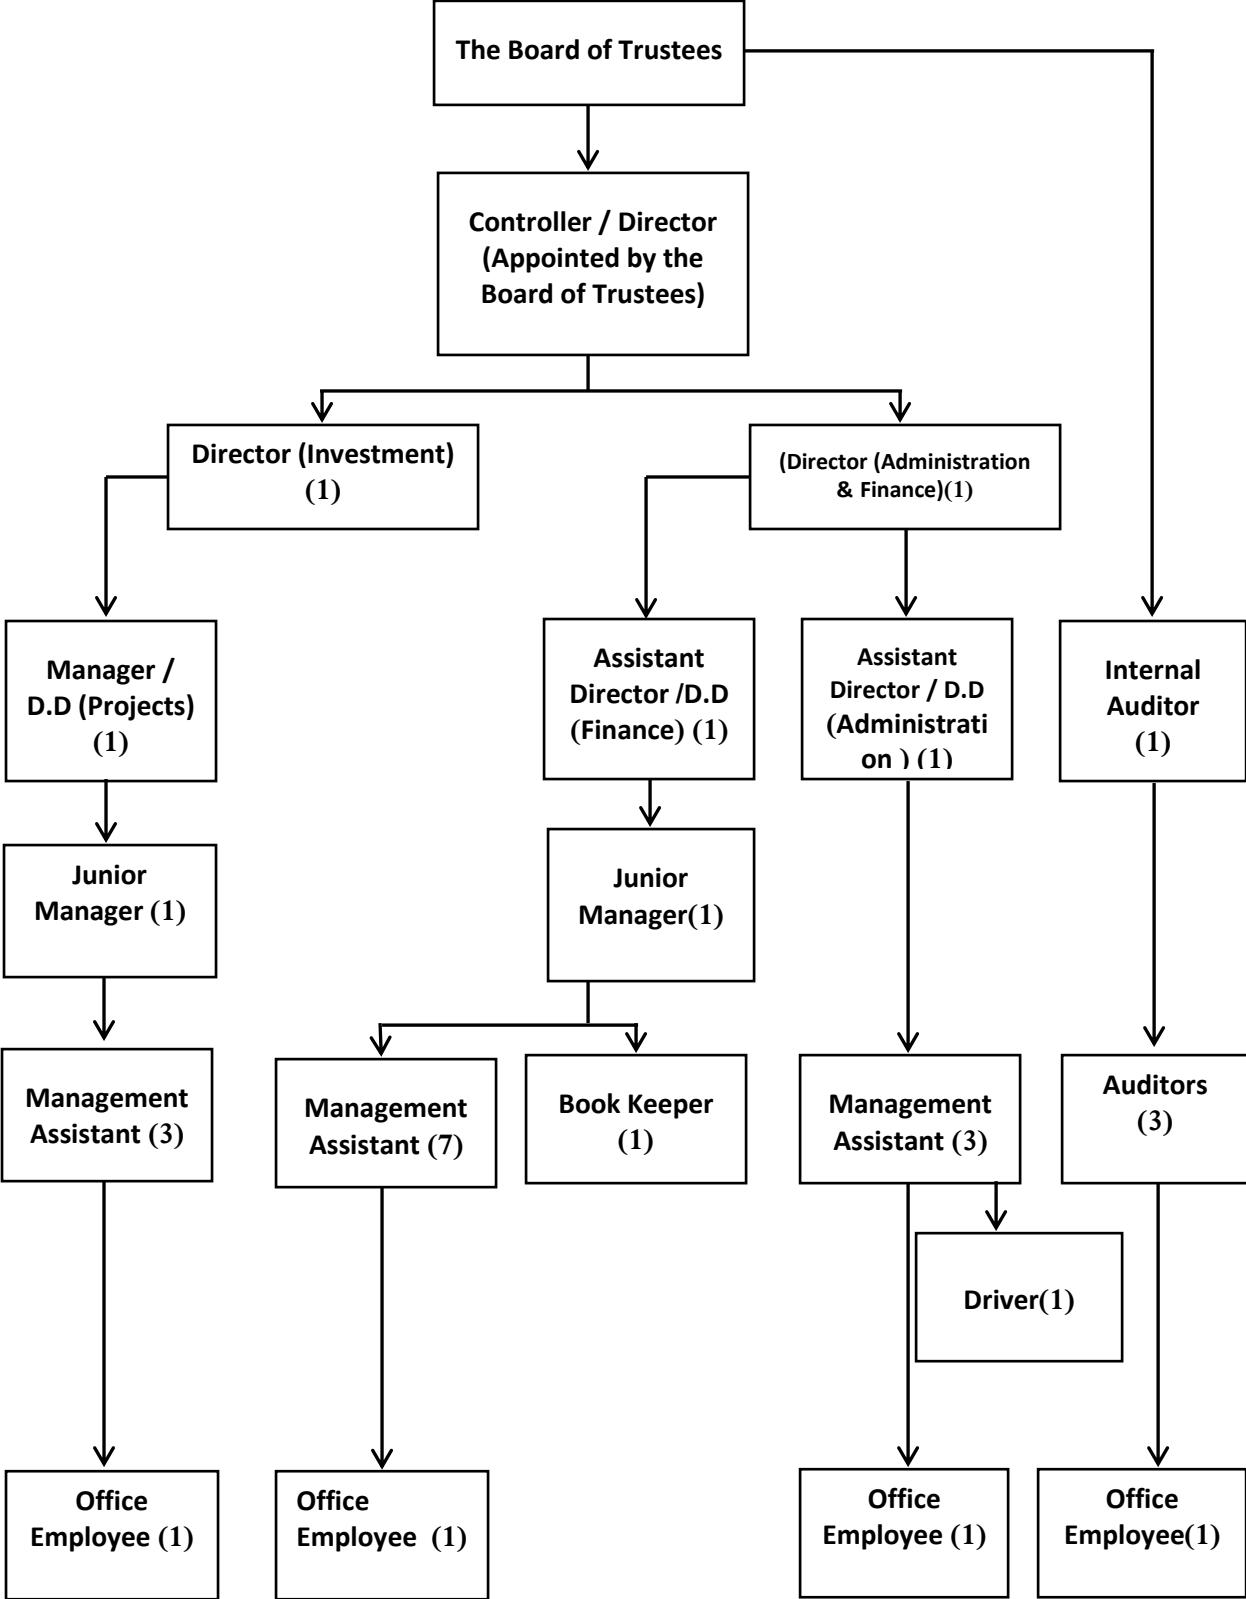 The Board of Trustees
Controller / Director
(Appointed by the
Board of Trustees)
Director (Investment)
(1)
(Director (Administration
& Finance)(1)
Manager /
D.D (Projects)
(1)
Assistant
Director /D.D
(Finance) (1)
Assistant
Director / D.D
(Administrati
on ) (1)
Internal
Auditor
(1)
Junior
Manager (1)
Junior
Manager(1)
Management
Assistant (3)
Management
Assistant (7)
Book Keeper
(1)
Management
Assistant (3)
Auditors
(3)
Driver(1)
Office
Employee (1)
Office
Employee (1)
Office
Employee (1)
Office
Employee(1)